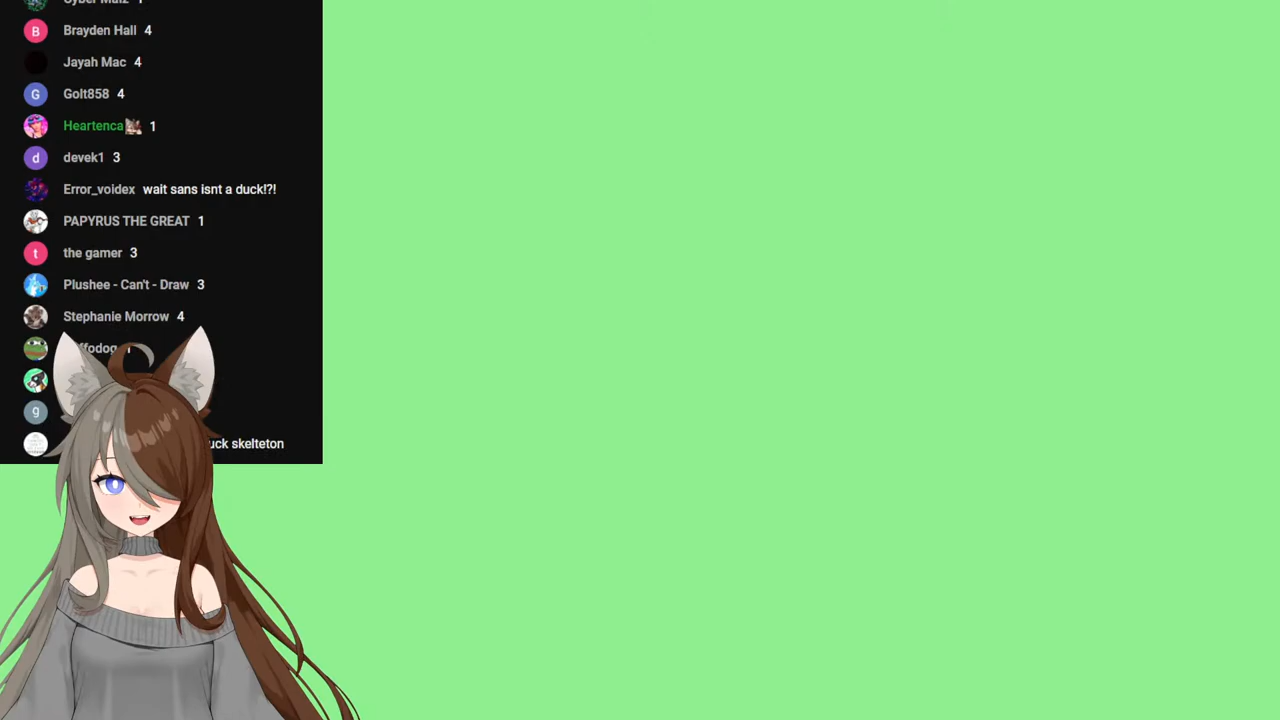 Brayden Hall 4
Jayah Mac 4
B
Golt858 4
G
Heartenca 1
devek1 3
d
Error_voidex wait sans isnt a duck!?!
PAPYRUS THE GREAT 1
the gamer 3
t
Plushee - Can't - Draw 3
Stephanie Morrow 4
g
skelteton